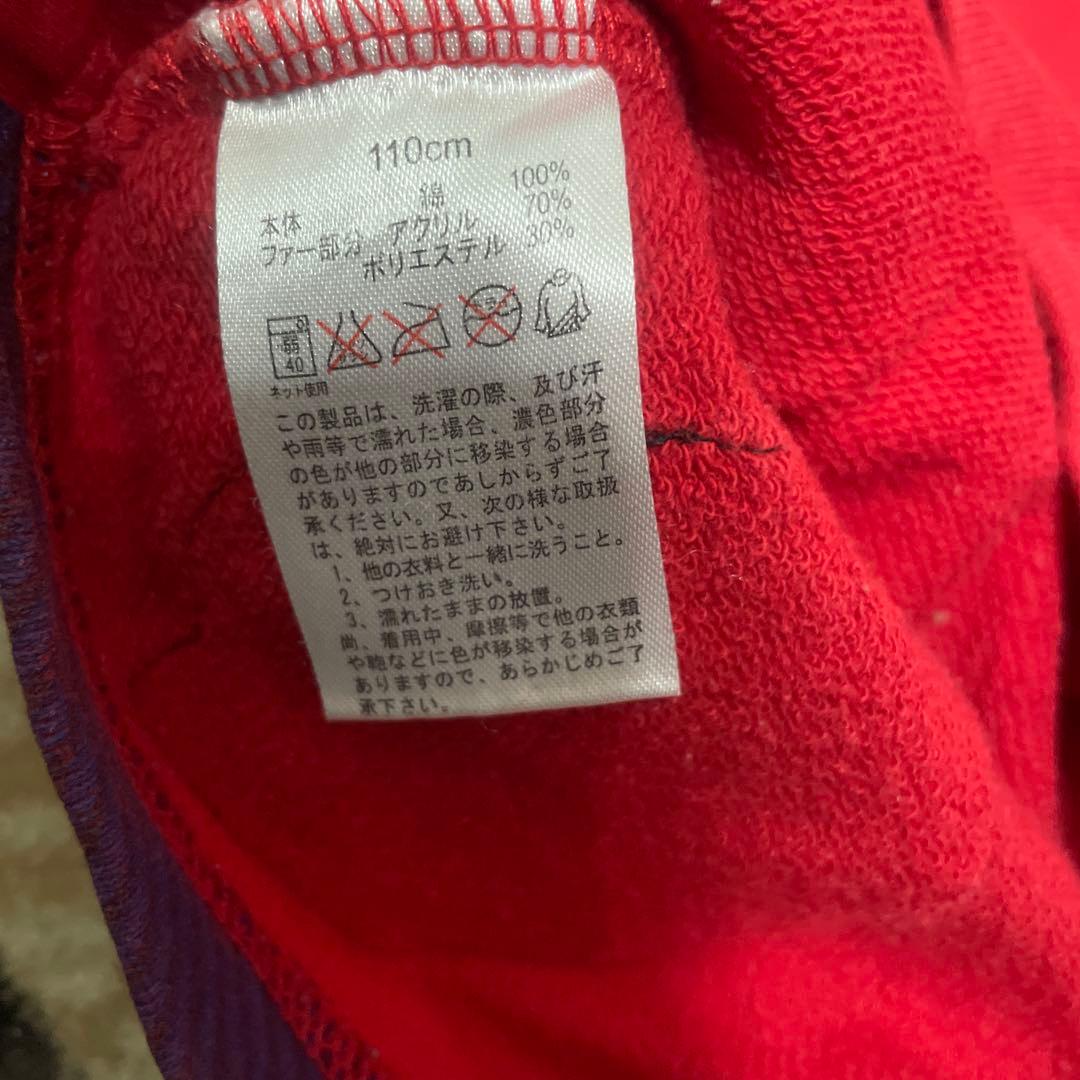 110cm
本体 綿 100%
ファー部分 アクリル 70%
ポリエステル 30%
弱
40
ネット使用
この製品は、洗濯の際、及び汗
や雨等で濡れた場合、濃色部分
の色が他の部分に移染する場合
がありますのであしからずご了
承ください。又、次の様な取扱
は、絶対にお避け下さい。
1、他の衣料と一緒に洗うこと。
2、つけおき洗い。
3、濡れたままの放置。
尚、着用中、摩擦等で他の衣類
や鞄などに色が移染する場合が
ありますので、あらかじめご了
承下さい。